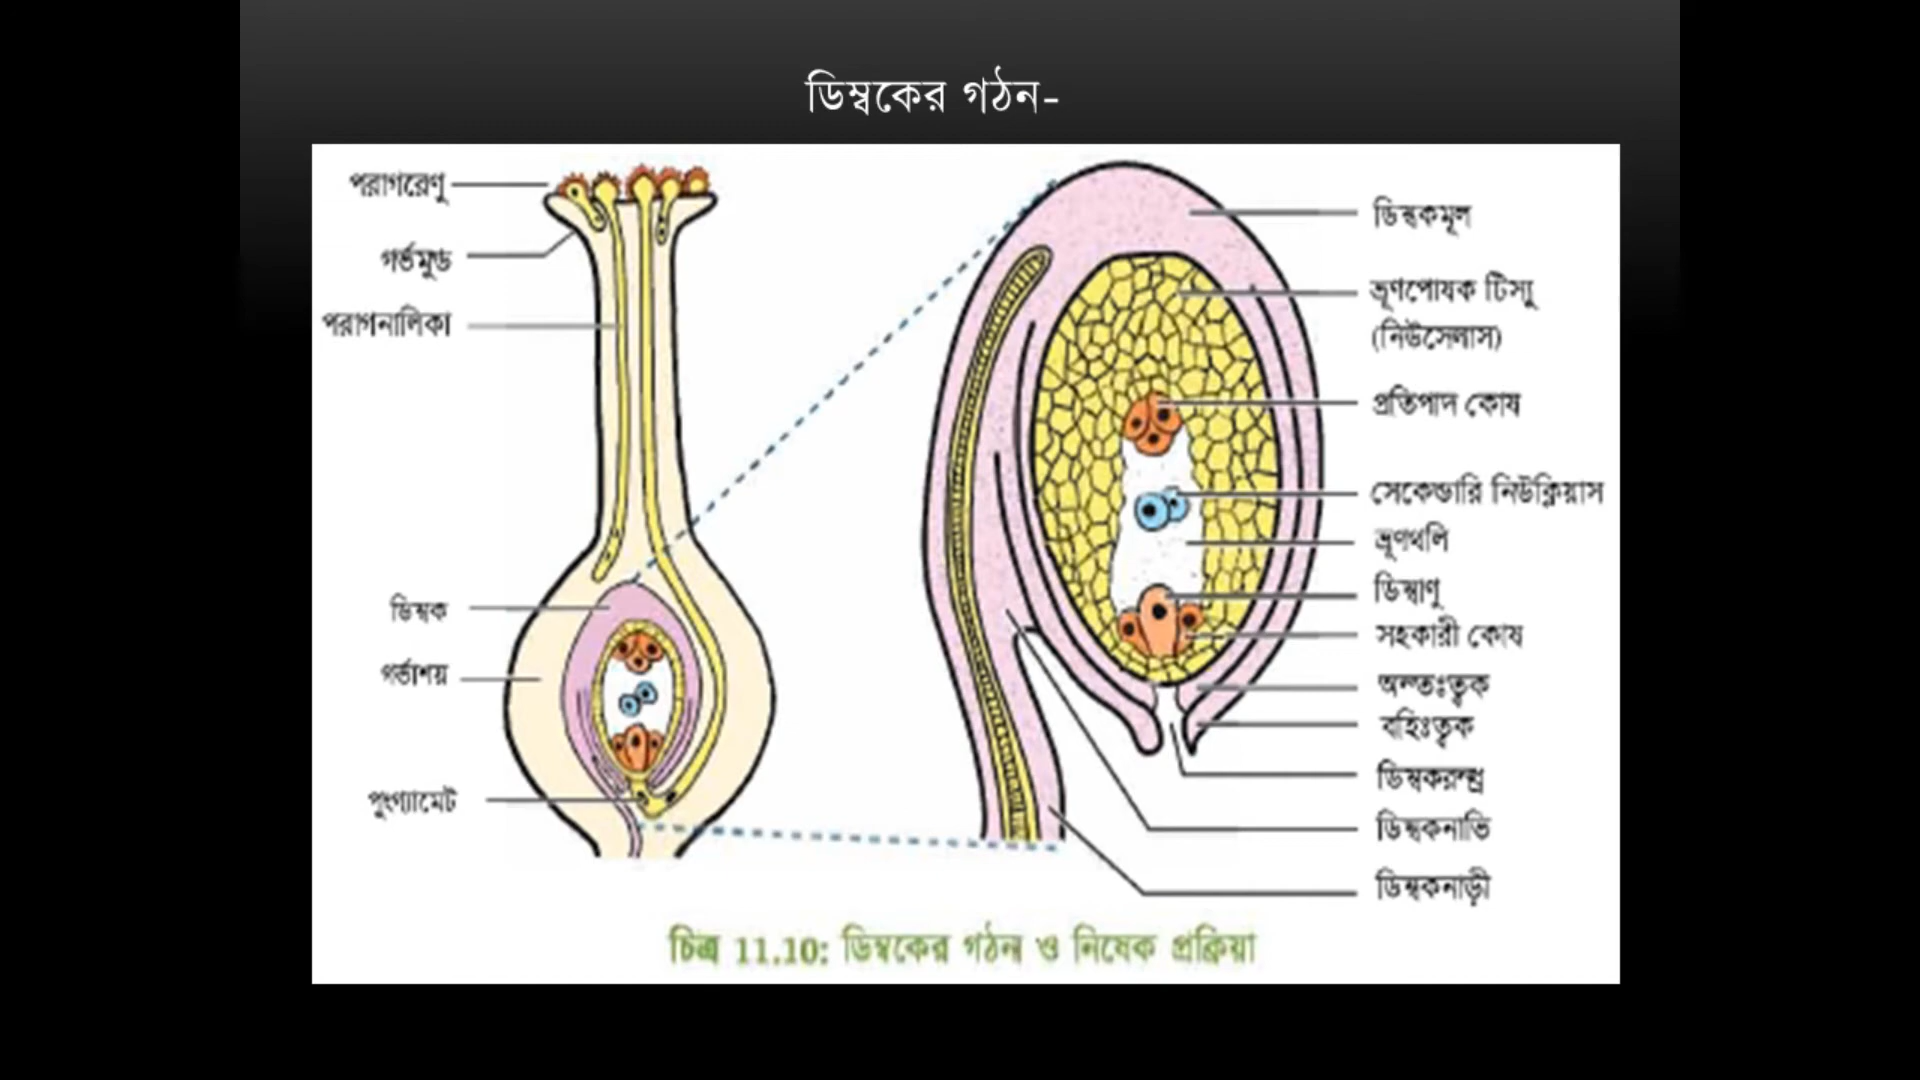 ডিম্বকের গঠন-
পরাগরেণু
গর্ভমুন্ড
পরাগনালিকা
ডিম্বক
গর্ভাশয়
পুংগ্যামেট
ডিম্বকমূল
ভ্রূণপোষক টিস্যু
(নিউসেলাস)
প্রতিপাদ কোষ
সেকেন্ডারি নিউক্লিয়াস
ভ্রূণথলি
ডিম্বাণু
সহকারী কোষ
অন্তঃত্বক
বহিঃত্বক
ডিম্বকরন্ধ্র
ডিম্বকনাভি
ডিম্বকনাড়ী
চিত্র 11.10: ডিম্বকের গঠন ও নিষেক প্রক্রিয়া